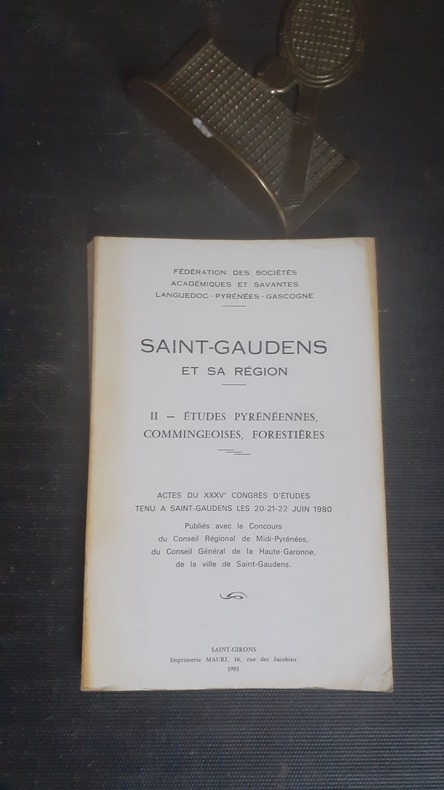 FÉDÉRATION DES SOCIÉTÉS
ACADÉMIQUES ET SAVANTES
LANGUEDOC - PYRENÉES - GASCOGNE
SAINT-GAUDENS
ET SA RÉGION
II — ÉTUDES PYRÉNÉENNES,
COMMINGEOISES, FORESTIÈRES
ACTES DU XXXVe CONGRÈS D'ÉTUDES
TENU A SAINT-GAUDENS LES 20-21-22 JUIN 1980
Publiés avec le Concours
du Conseil Régional de Midi-Pyrénées,
du Conseil Général de la Haute-Garonne,
de la ville de Saint-Gaudens.
SAINT-GIRONS
Imprimerie MAURI, 16, rue des Jacobins
1981